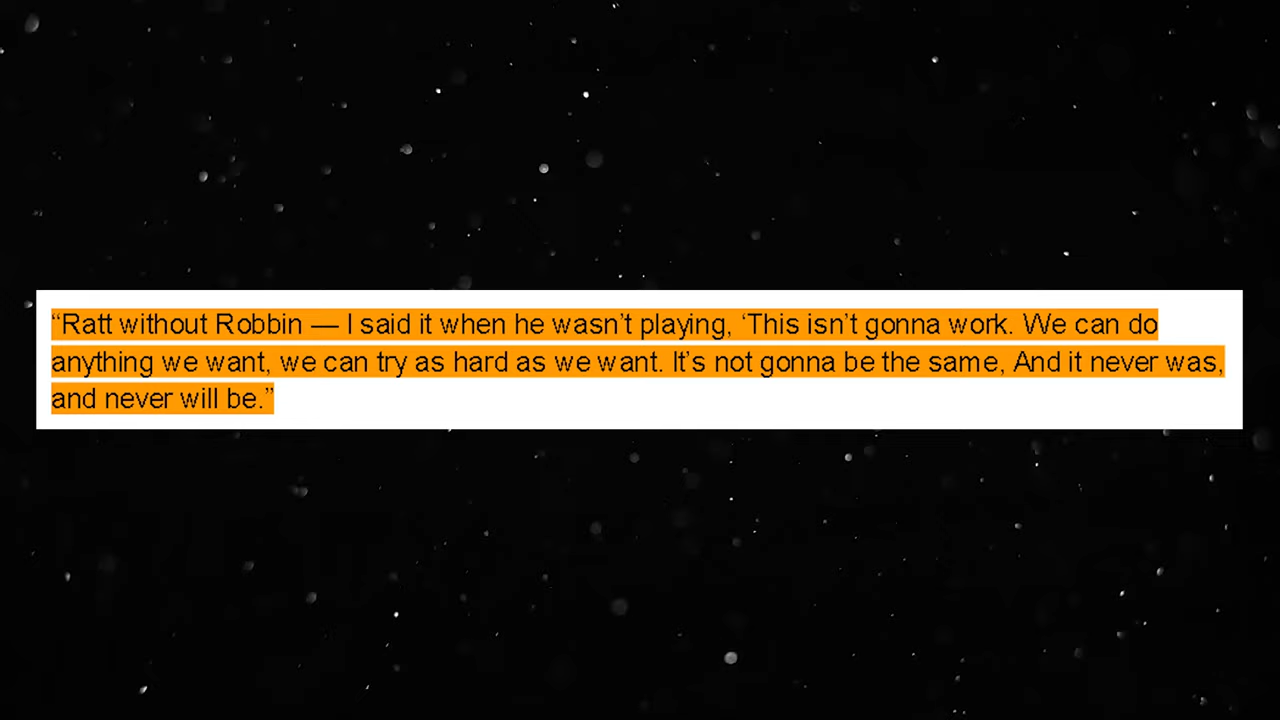 “Ratt without Robbin — I said it when he wasn’t playing, ‘This isn’t gonna work. We can do
anything we want, we can try as hard as we want. It’s not gonna be the same, And it never was,
and never will be.”